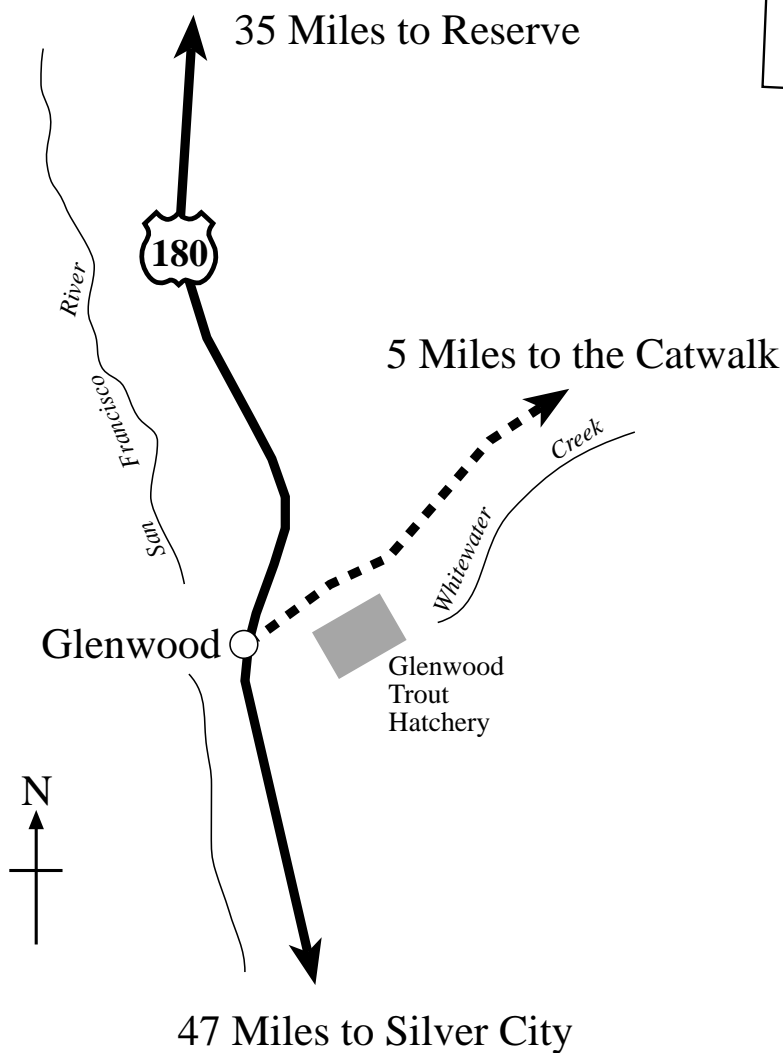 35 Miles to Reserve
180
River
5 Miles to the Catwalk
Francisco
Creek
San
Whitewater
Glenwood
Glenwood
Trout
Hatchery
N
47 Miles to Silver City